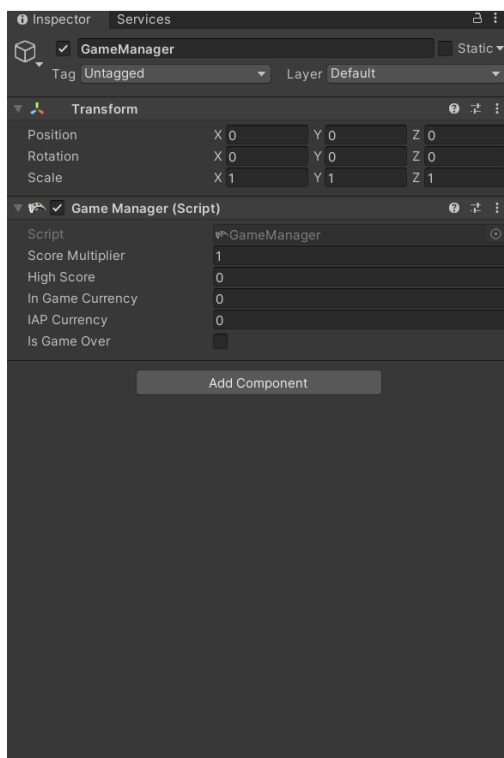 Inspector Services
GameManager Static
Tag Untagged Layer Default
Transform
Position X 0 Y 0 Z 0
Rotation X 0 Y 0 Z 0
Scale X 1 Y 1 Z 1
Game Manager (Script)
Script GameManager
Score Multiplier 1
High Score 0
In Game Currency 0
IAP Currency 0
Is Game Over
Add Component